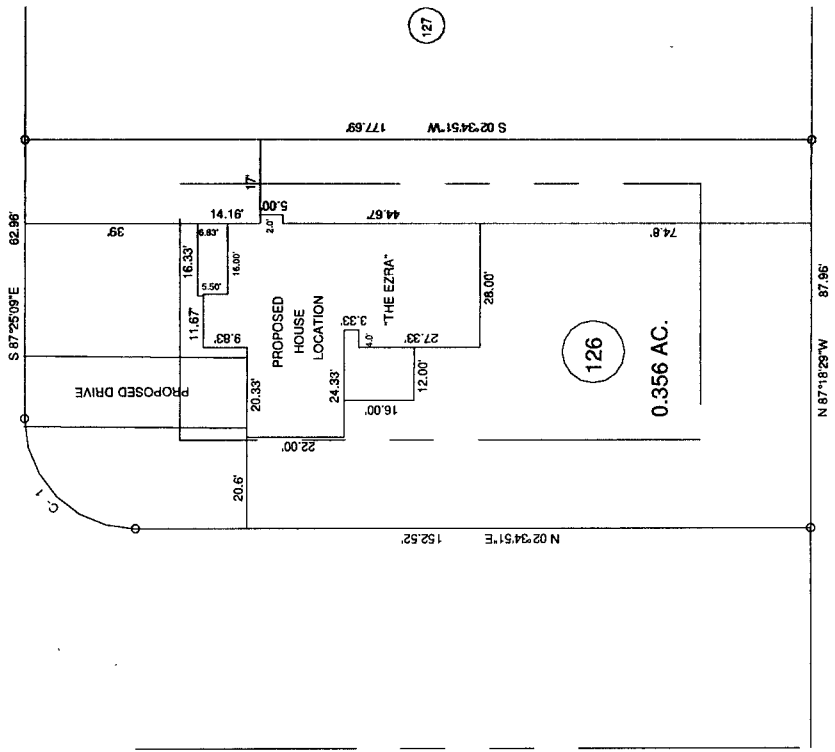 127
S 87°25'09"E 62.96'
C. 1
PROPOSED DRIVE
39'
S 02°34'51"W 177.69'
17'
14.16'
16.33'
6.83'
5.50'
16.00'
5.00'
2.0'
11.67'
9.83'
44.67'
PROPOSED
HOUSE
LOCATION
"THE EZRA"
3.33'
4.0'
20.33'
24.33'
27.33'
28.00'
12.00'
16.00'
22.00'
20.6'
74.8'
126
0.356 AC.
N 02°34'51"E 152.52'
N 87°18'29"W 87.96'